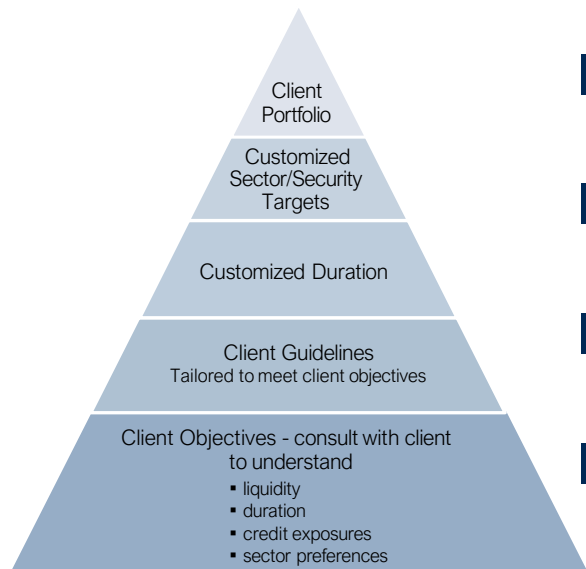 Client
Portfolio
Customized
Sector/Security
Targets
Customized Duration
Client Guidelines
Tailored to meet client objectives
Client Objectives - consult with client
to understand
▪ liquidity
▪ duration
▪ credit exposures
▪ sector preferences